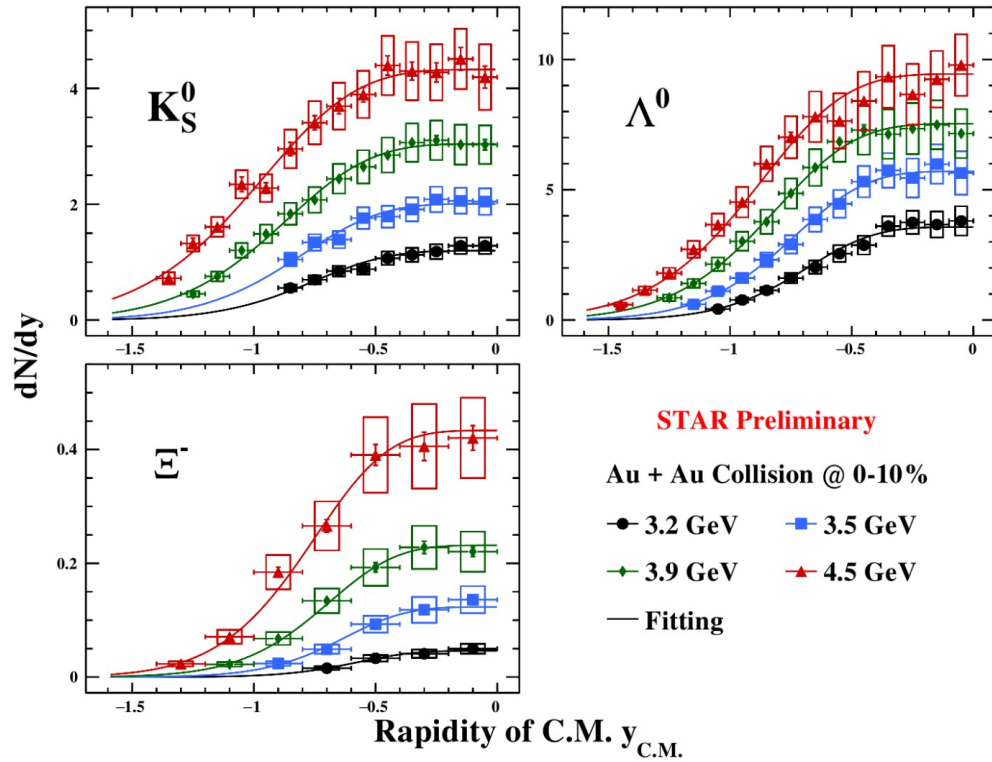 K⁰_S
4
2
0
−1.5 −1 −0.5 0
Λ⁰
10
5
0
−1.5 −1 −0.5 0
dN/dy
Ξ⁻
0.4
0.2
0
−1.5 −1 −0.5 0
STAR Preliminary
Au + Au Collision @ 0-10%
3.2 GeV 3.5 GeV
3.9 GeV 4.5 GeV
Fitting
Rapidity of C.M. y_C.M.